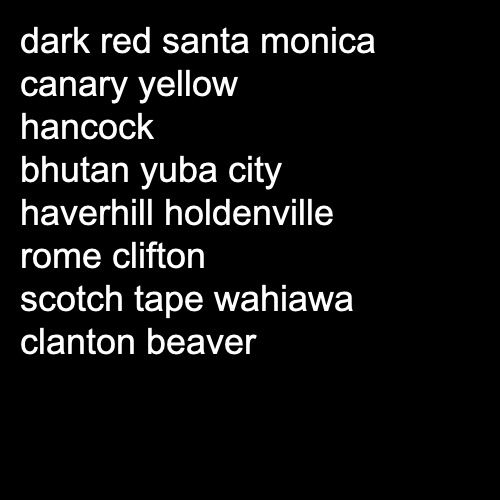 dark red santa monica
canary yellow
hancock
bhutan yuba city
haverhill holdenville
rome clifton
scotch tape wahiawa
clanton beaver